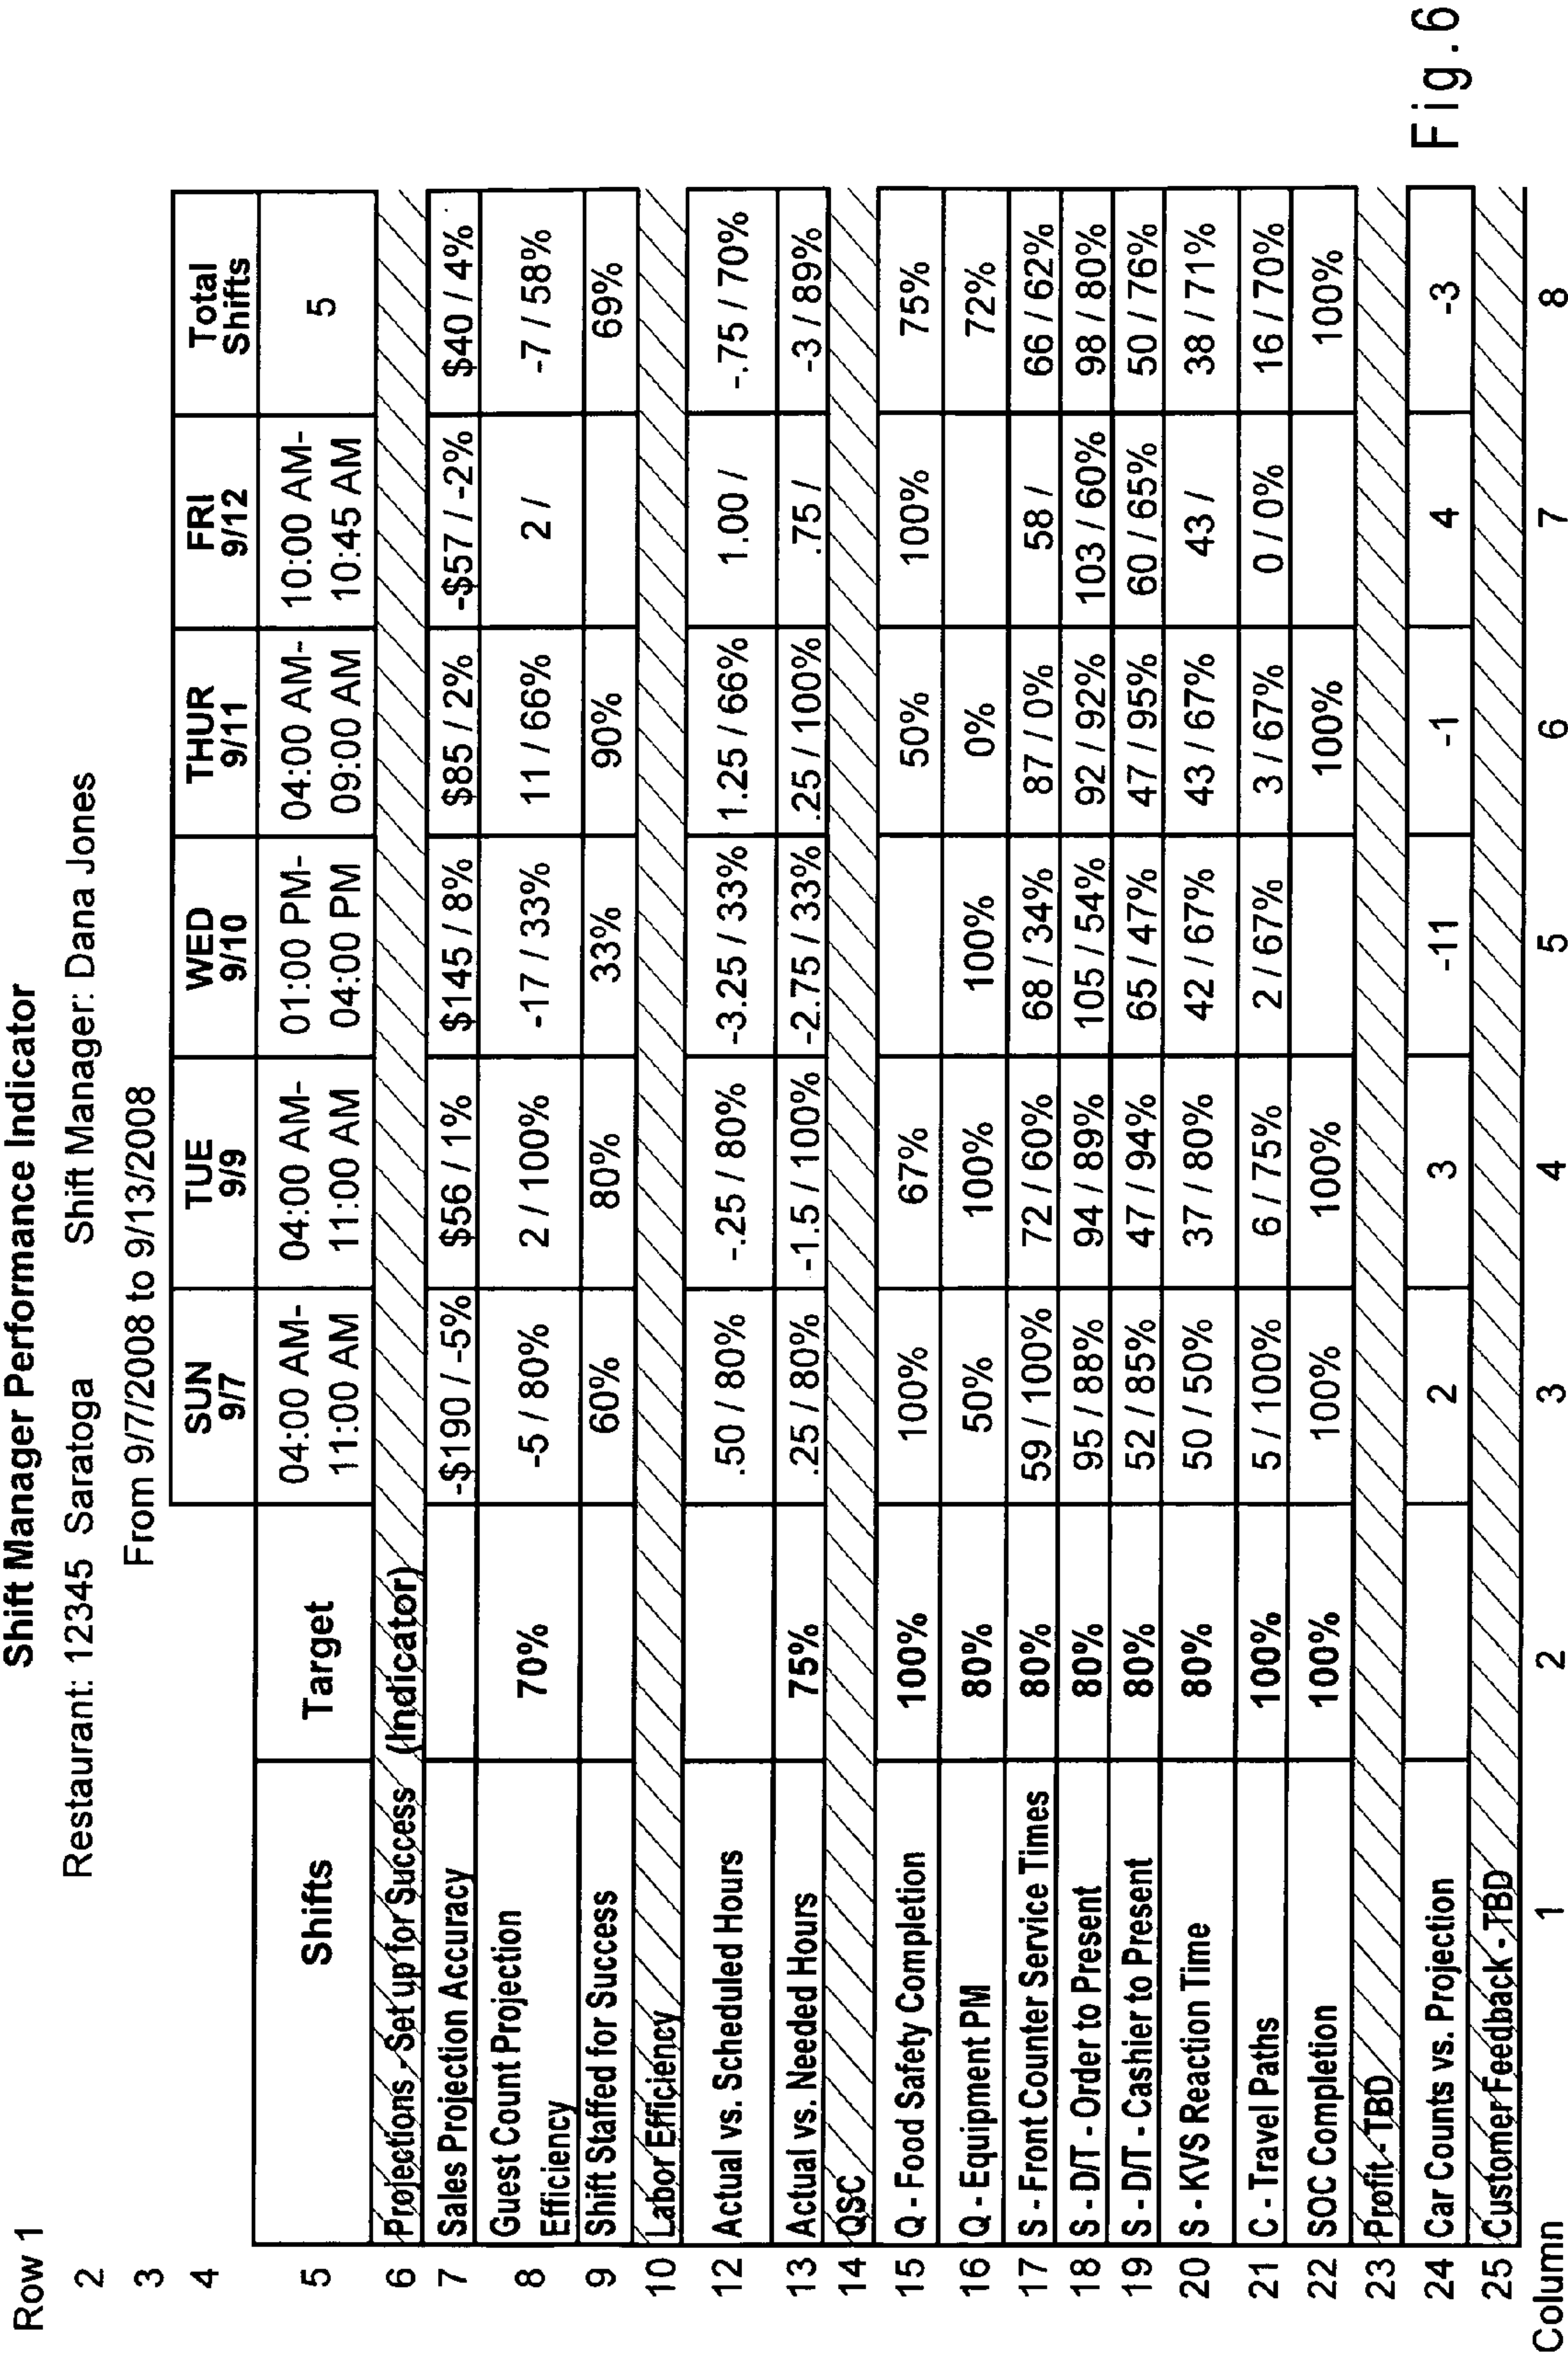 Shift Manager Performance Indicator
Row 1
2 Restaurant: 12345 Saratoga Shift Manager: Dana Jones
3 From 9/7/2008 to 9/13/2008
4 SUN 9/7 TUE 9/9 WED 9/10 THUR 9/11 FRI 9/12 Total Shifts
5 Shifts Target 04:00 AM- 11:00 AM 04:00 AM- 11:00 AM 01:00 PM- 04:00 PM 04:00 AM- 09:00 AM 10:00 AM- 10:45 AM 5
6 Projections - Set up for Success (Indicator)
7 Sales Projection Accuracy -$190 / -5% $56 / 1% $145 / 8% $85 / 2% -$57 / -2% $40 / 4%
8 Guest Count Projection Efficiency 70% -5 / 80% 2 / 100% -17 / 33% 11 / 66% 2 / -7 / 58%
9 Shift Staffed for Success 60% 80% 33% 90% 69%
10 Labor Efficiency
12 Actual vs. Scheduled Hours .50 / 80% -.25 / 80% -3.25 / 33% 1.25 / 66% 1.00 / -.75 / 70%
13 Actual vs. Needed Hours 75% .25 / 80% -1.5 / 100% -2.75 / 33% .25 / 100% .75 / -3 / 89%
14 QSC
15 Q - Food Safety Completion 100% 100% 67% 50% 100% 75%
16 Q - Equipment PM 80% 50% 100% 100% 0% 72%
17 S - Front Counter Service Times 80% 59 / 100% 72 / 60% 68 / 34% 87 / 0% 58 / 66 / 62%
18 S - D/T - Order to Present 80% 95 / 88% 94 / 89% 105 / 54% 92 / 92% 103 / 60% 98 / 80%
19 S - D/T - Cashier to Present 80% 52 / 85% 47 / 94% 65 / 47% 47 / 95% 60 / 65% 50 / 76%
20 S - KVS Reaction Time 80% 50 / 50% 37 / 80% 42 / 67% 43 / 67% 43 / 38 / 71%
21 C - Travel Paths 100% 5 / 100% 6 / 75% 2 / 67% 3 / 67% 0 / 0% 16 / 70%
22 SOC Completion 100% 100% 100% 100% 100%
23 Profit - TBD
24 Car Counts vs. Projection 2 3 -11 -1 4 -3
25 Customer Feedback - TBD
Column 1 2 3 4 5 6 7 8
Fig.6